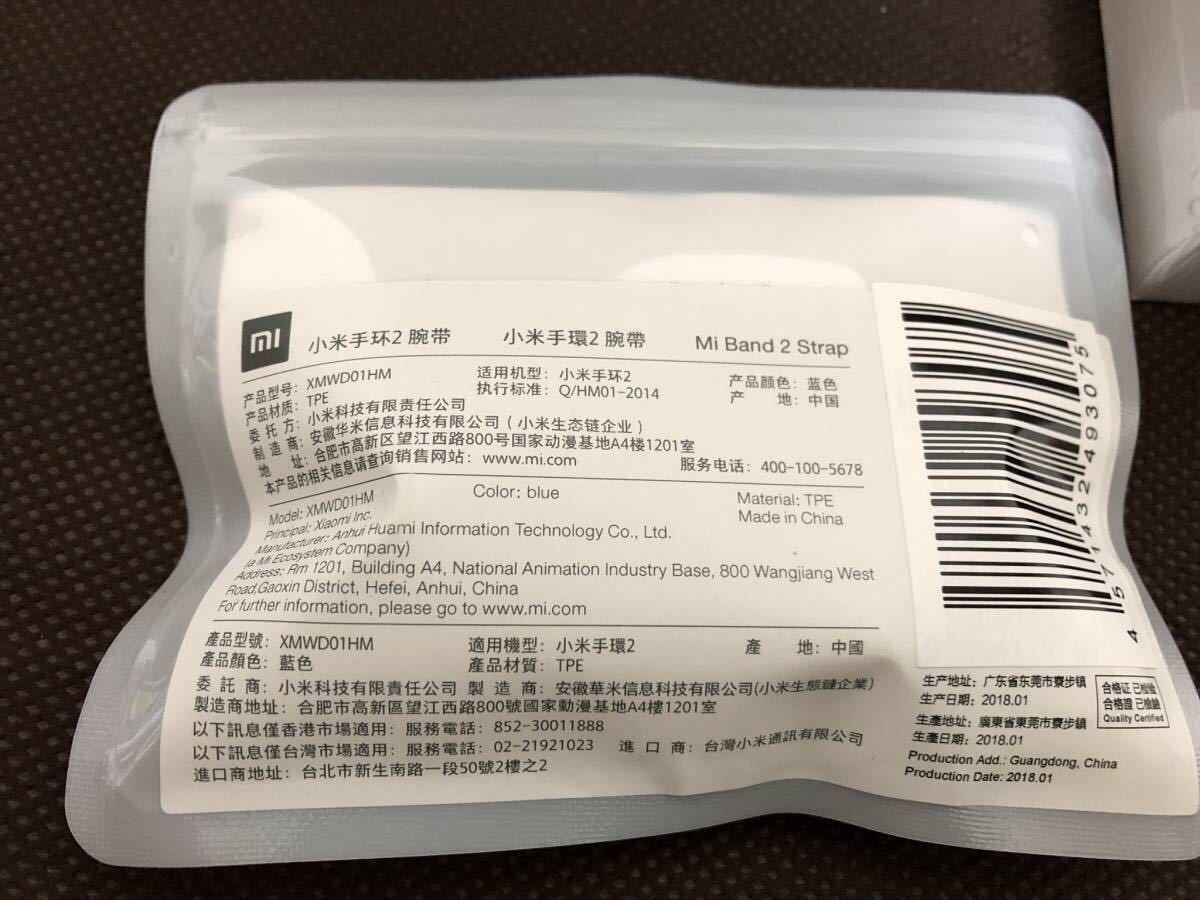 mi
小米手环2 腕带 小米手環2 腕帶 Mi Band 2 Strap
产品型号: XMWD01HM 适用机型: 小米手环2 产品颜色: 蓝色
产品材质: TPE 执行标准: Q/HM01-2014 产 地: 中国
委 托 方: 小米科技有限责任公司
制 造 商: 安徽华米信息科技有限公司 (小米生态链企业)
地 址: 合肥市高新区望江西路800号国家动漫基地A4楼1201室
本产品的相关信息请查询销售网站: www.mi.com 服务电话: 400-100-5678
Model: XMWD01HM Color: blue Material: TPE
Principal: Xiaomi Inc. Made in China
Manufacturer: Anhui Huami Information Technology Co., Ltd.
(a Mi Ecosystem Company)
Address: Rm 1201, Building A4, National Animation Industry Base, 800 Wangjiang West
Road,Gaoxin District, Hefei, Anhui, China
For further information, please go to www.mi.com
產品型號: XMWD01HM 適用機型: 小米手環2 產 地: 中國
產品顏色: 藍色 產品材質: TPE
委 託 商: 小米科技有限責任公司 製 造 商: 安徽華米信息科技有限公司(小米生態鏈企業)
製造商地址: 合肥市高新區望江西路800號國家動漫基地A4樓1201室
以下訊息僅香港市場適用: 服務電話: 852-30011888
以下訊息僅台灣市場適用: 服務電話: 02-21921023 進 口 商: 台灣小米通訊有限公司
進口商地址: 台北市新生南路一段50號2樓之2
4 571432 493075
生产地址: 广东省东莞市寮步镇
生产日期: 2018.01
生產地址: 廣東省東莞市寮步鎮
生產日期: 2018.01
Production Add.: Guangdong, China
Production Date: 2018.01
合格证 已检验
合格證 已檢驗
Quality Certified